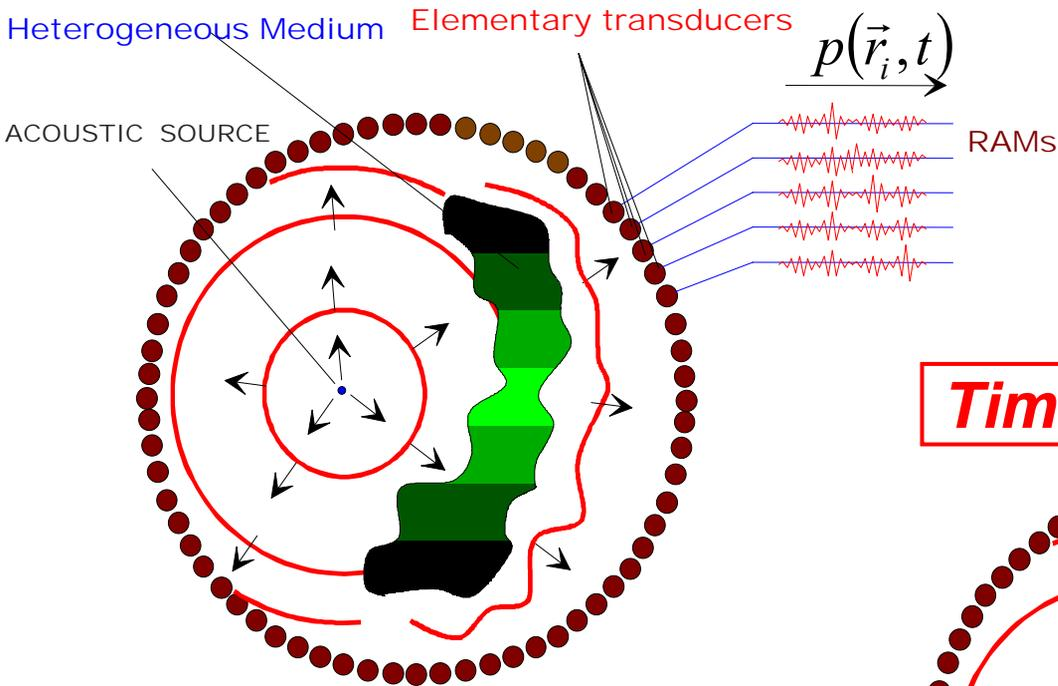 Heterogeneous Medium
Elementary transducers
p(r⃗ᵢ, t)
ACOUSTIC SOURCE
RAMs
Tim